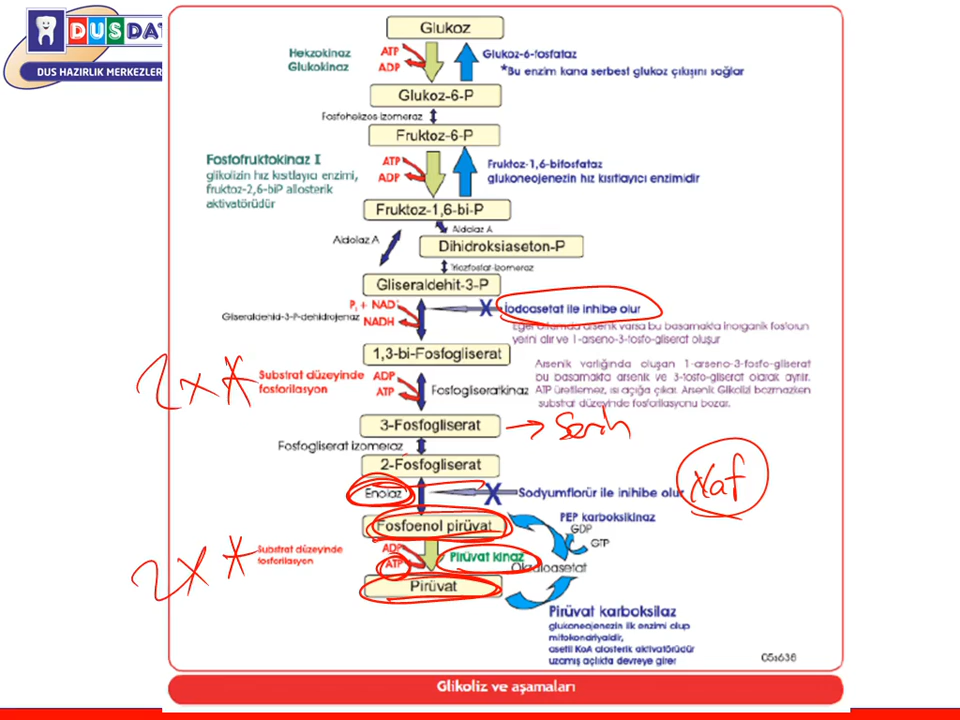 DUSDAT
DUS HAZIRLIK MERKEZLER
Glukoz
Hekzokinaz
Glukokinaz
ATP
ADP
Glukoz-6-fosfataz
*Bu enzim kana serbest glukoz çıkışını sağlar
Glukoz-6-P
Fosfohekzos-izomeraz
Fruktoz-6-P
Fosfofruktokinaz I
glikolizin hız kısıtlayıcı enzimi,
fruktoz-2,6-biP allosterik
aktivatörüdür
ATP
ADP
Fruktoz-1,6-bifosfataz
glukoneojenezin hız kısıtlayıcı enzimidir
Fruktoz-1,6-bi-P
Aldolaz A
Aldolaz A
Dihidroksiaseton-P
Triozfosfat-izomeraz
Gliseraldehit-3-P
Pi + NAD+
Gliseraldehid-3-P-dehidrojenaz
NADH
X
İodoasetat ile inhibe olur
Eğer ortamda arsenik varsa bu basamakta inorganik fosforun
yerini alır ve 1-arseno-3-fosfo-gliserat oluşur
1,3-bi-Fosfogliserat
2x *
Substrat düzeyinde
fosforilasyon
ADP
ATP
Fosfogliseratkinaz
Arsenik varlığında oluşan 1-arseno-3-fosfo-gliserat
bu basamakta arsenik ve 3-fosfo-gliserat olarak ayrılır.
ATP üretilemez, ısı açığa çıkar. Arsenik Glikolizi bozmazken
substrat düzeyinde fosforilasyonu bozar.
3-Fosfogliserat
→ Serin
Fosfogliserat izomeraz
2-Fosfogliserat
Enolaz
X
Sodyumflorür ile inihibe olur
Naf
Fosfoenol pirüvat
PEP karboksikinaz
GDP
GTP
2x *
Substrat düzeyinde
fosforilasyon
ADP
ATP
Pirüvat kinaz
Okzaloasetat
Pirüvat
Pirüvat karboksilaz
glukoneojenezin ilk enzimi olup
mitokondriyaldir,
asetil KoA alosterik aktivatörüdür
uzamış açlıkta devreye girer
05s638
Glikoliz ve aşamaları